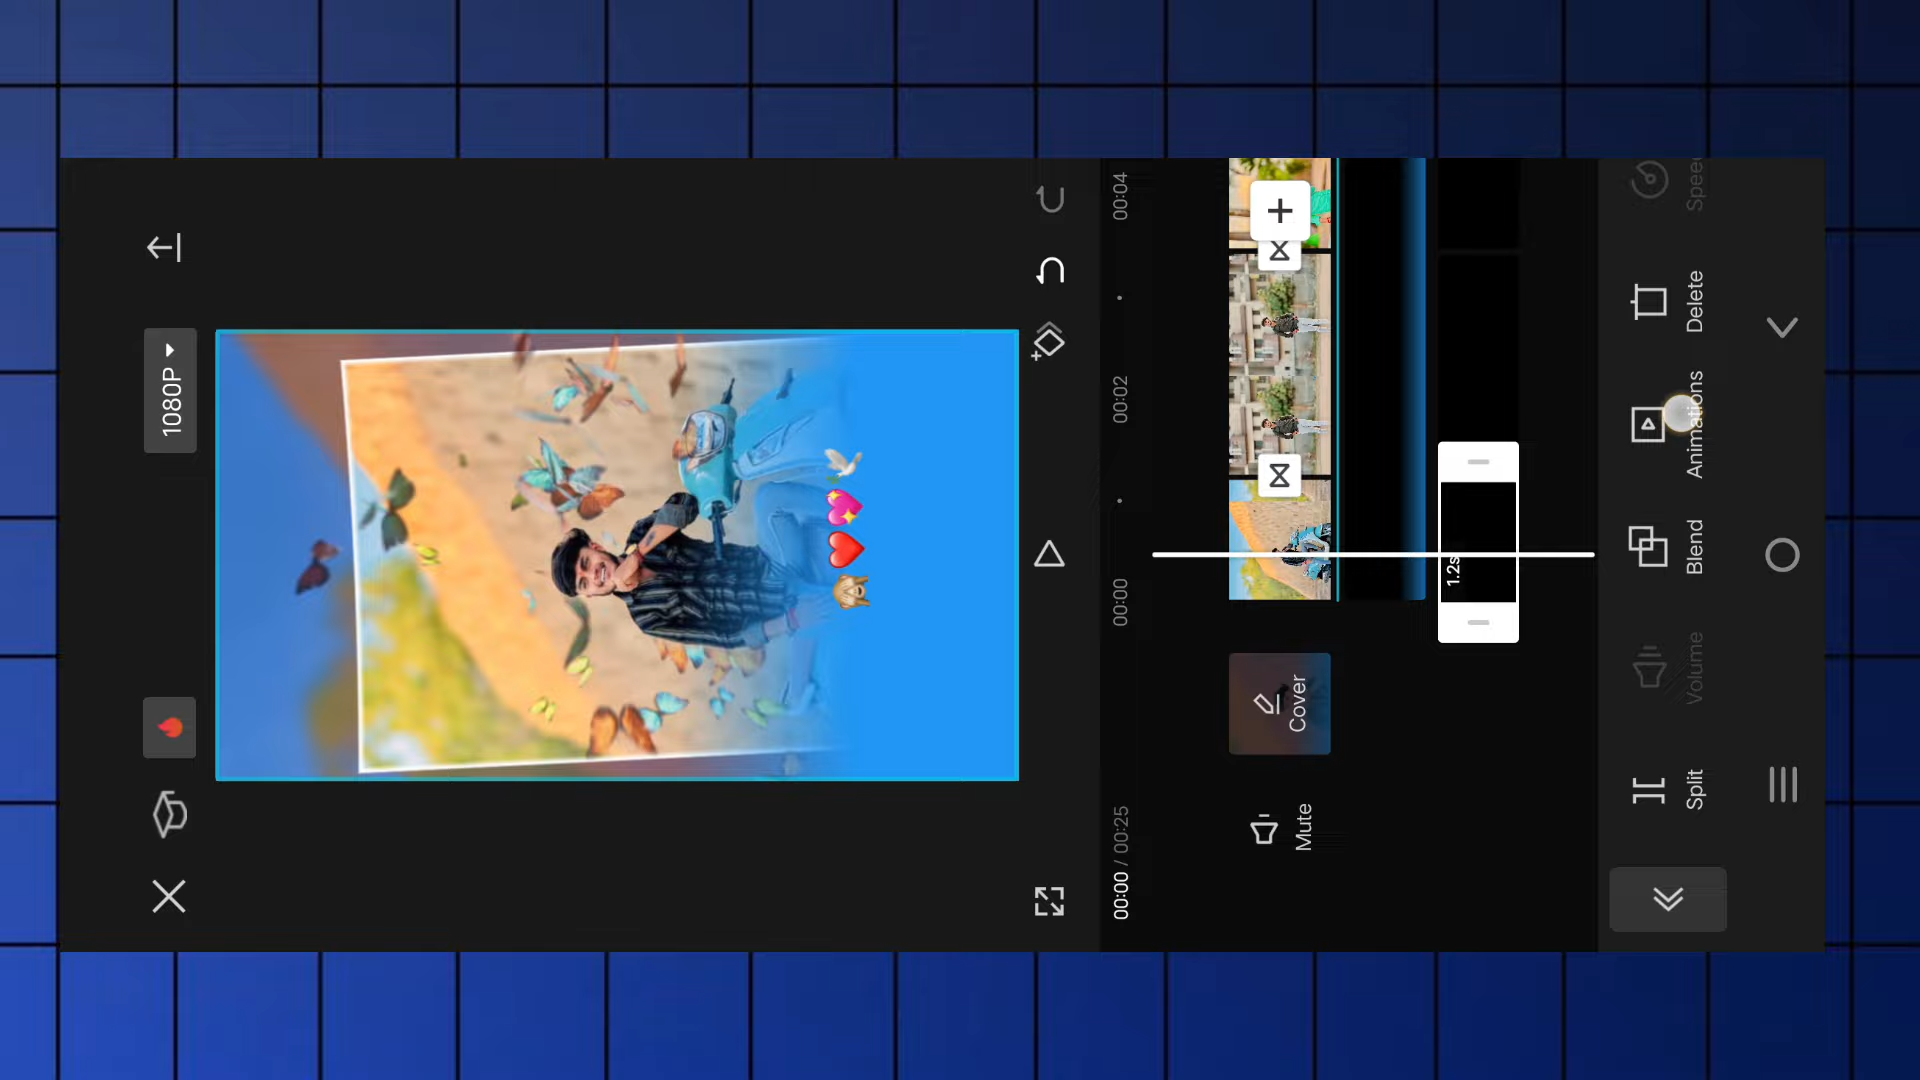 1080P
00:00 / 00:25
00:00
00:02
00:04
Mute
Cover
1.2s
Split
Volume
Blend
Animations
Delete
Spee